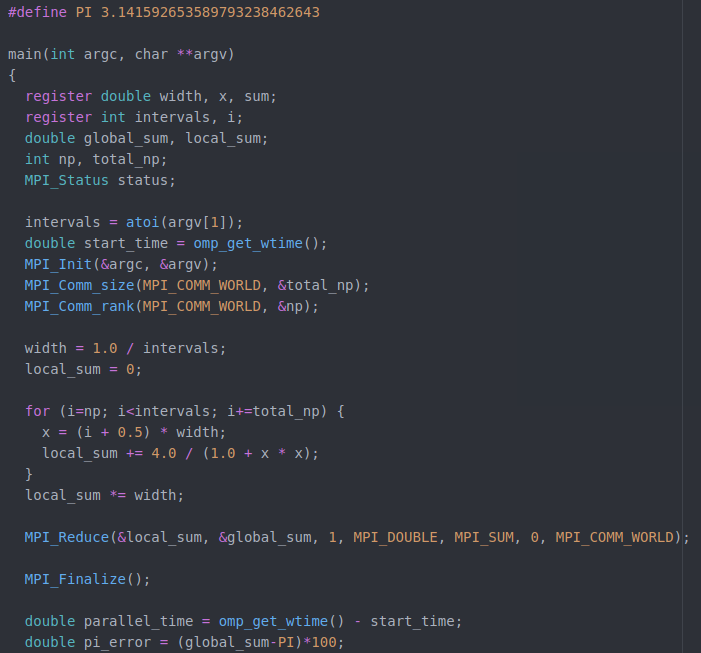 #define PI 3.141592653589793238462643
main(int argc, char **argv)
{
register double width, x, sum;
register int intervals, i;
double global_sum, local_sum;
int np, total_np;
MPI_Status status;
intervals = atoi(argv[1]);
double start_time = omp_get_wtime();
MPI_Init(&argc, &argv);
MPI_Comm_size(MPI_COMM_WORLD, &total_np);
MPI_Comm_rank(MPI_COMM_WORLD, &np);
width = 1.0 / intervals;
local_sum = 0;
for (i=np; i<intervals; i+=total_np) {
x = (i + 0.5) * width;
local_sum += 4.0 / (1.0 + x * x);
}
local_sum *= width;
MPI_Reduce(&local_sum, &global_sum, 1, MPI_DOUBLE, MPI_SUM, 0, MPI_COMM_WORLD);
MPI_Finalize();
double parallel_time = omp_get_wtime() - start_time;
double pi_error = (global_sum-PI)*100;